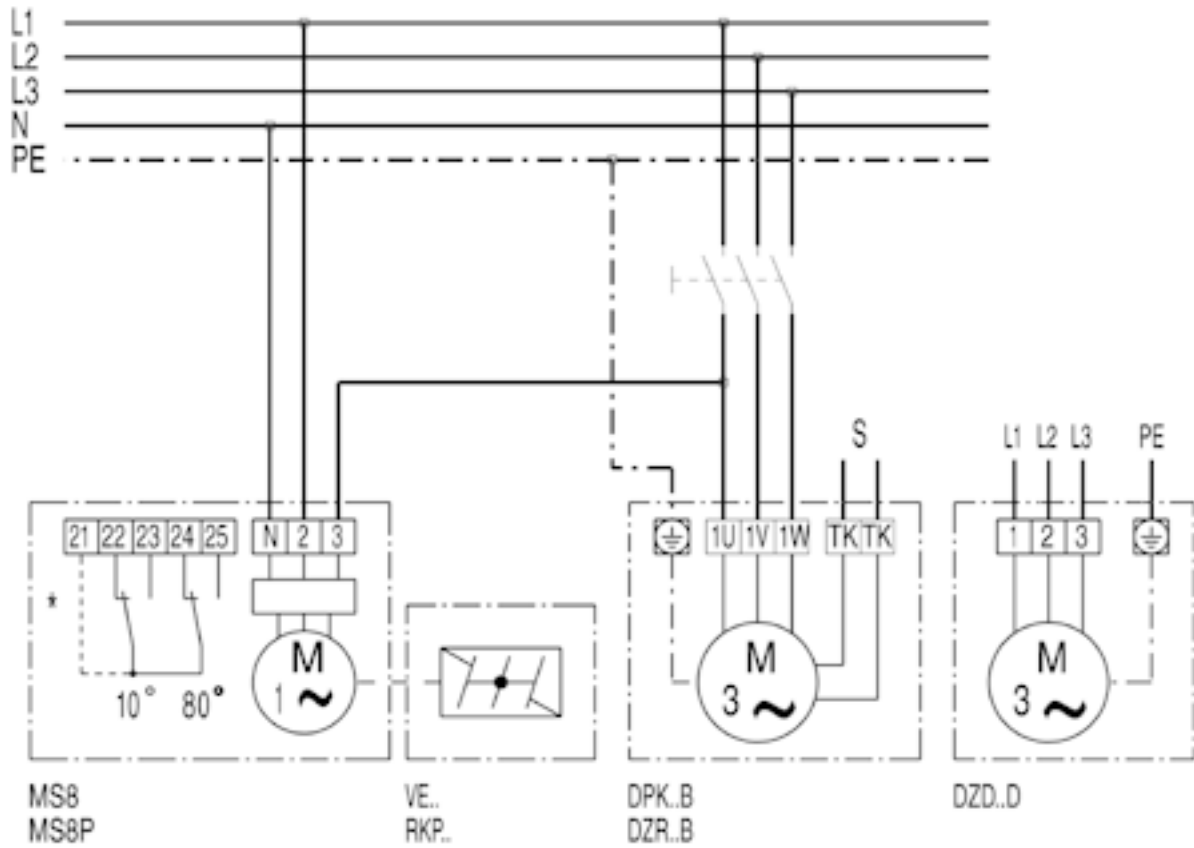 L1
L2
L3
N
PE
S
L1 L2 L3 PE
21 22 23 24 25 N 2 3 1U 1V 1W TK TK 1 2 3
*
M M M
10° 80° 1 ~ 3 ~ 3 ~
MS8 VE.. DPK..B DZD..D
MS8P RKP.. DZR..B